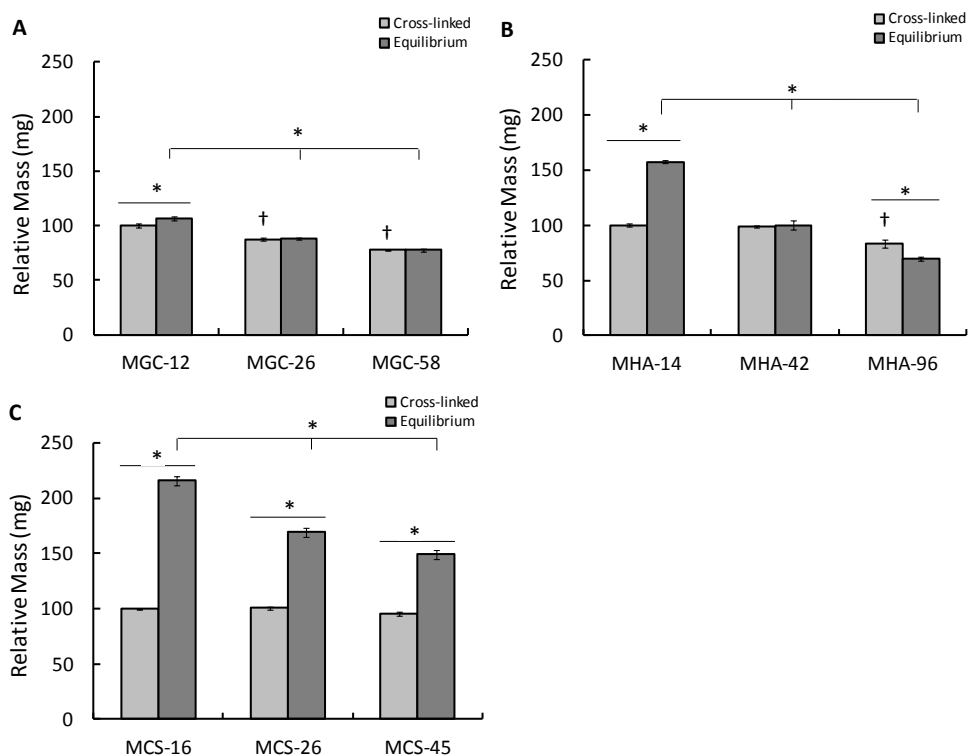 A
Cross-linked
Equilibrium
Relative Mass (mg)
250
200
150
100
50
0
*
*
†
†
MGC-12 MGC-26 MGC-58
B
Cross-linked
Equilibrium
Relative Mass (mg)
250
200
150
100
50
0
*
*
*
†
MHA-14 MHA-42 MHA-96
C
Cross-linked
Equilibrium
Relative Mass (mg)
250
200
150
100
50
0
*
*
*
*
MCS-16 MCS-26 MCS-45